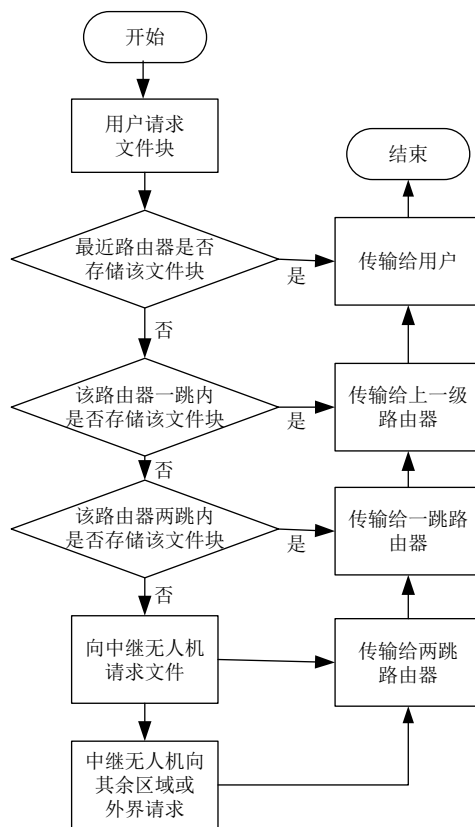 开始
用户请求
文件块
结束
最近路由器是否
存储该文件块
是
传输给用户
否
该路由器一跳内
是否存储该文件块
是
传输给上一级
路由器
否
该路由器两跳内
是否存储该文件块
是
传输给一跳路
由器
否
向中继无人机
请求文件
传输给两跳
路由器
中继无人机向
其余区域或
外界请求